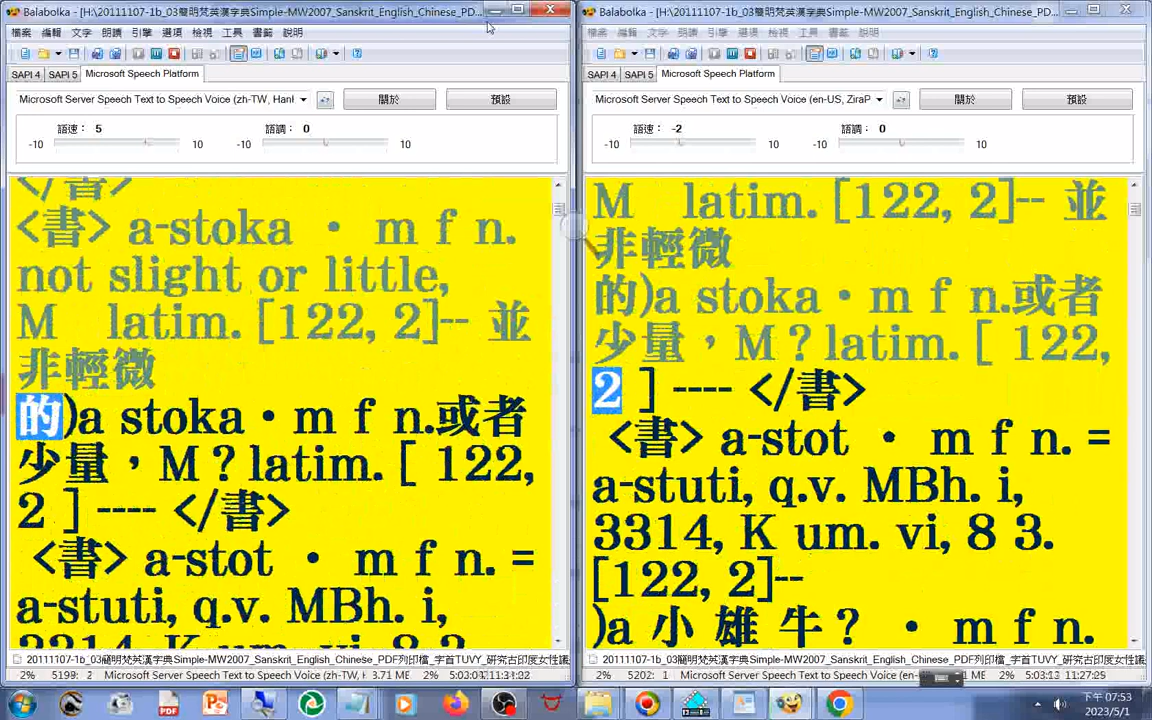 Balabolka - [H:\20111107-1b_03簡明梵英漢字典Simple-MW2007_Sanskrit_English_Chinese_PD...
檔案 編輯 文字 朗讀 引擎 選項 檢視 工具 書籤 說明
SAPI 4 SAPI 5 Microsoft Speech Platform
Microsoft Server Speech Text to Speech Voice (zh-TW, Hanl
關於 預設
語速： 5 語調： 0
-10 10 -10 10
</書>
<書> a-stoka • m f n.
not slight or little,
M latim. [122, 2]-- 並
非輕微
的)a stoka • m f n.或者
少量，M？latim. [ 122,
2 ] ---- </書>
<書> a-stot • m f n. =
a-stuti, q.v. MBh. i,
3314, K um. vi, 8 3.
20111107-1b_03簡明梵英漢字典Simple-MW2007_Sanskrit_English_Chinese_PDF列印檔_字首TUVY_研究古印度女性議
2% 5199: 2 Microsoft Server Speech Text to Speech Voice (zh-TW, 3.71 MB 2% 5:03:04 11:34:22
Balabolka - [H:\20111107-1b_03簡明梵英漢字典Simple-MW2007_Sanskrit_English_Chinese_PD...
檔案 編輯 文字 朗讀 引擎 選項 檢視 工具 書籤 說明
SAPI 4 SAPI 5 Microsoft Speech Platform
Microsoft Server Speech Text to Speech Voice (en-US, ZiraP
關於 預設
語速： -2 語調： 0
-10 10 -10 10
M latim. [122, 2]-- 並
非輕微
的)a stoka • m f n.或者
少量，M？latim. [ 122,
2 ] ---- </書>
<書> a-stot • m f n. =
a-stuti, q.v. MBh. i,
3314, K um. vi, 8 3.
[122, 2]--
)a 小 雄 牛？ • m f n.
20111107-1b_03簡明梵英漢字典Simple-MW2007_Sanskrit_English_Chinese_PDF列印檔_字首TUVY_研究古印度女性議
2% 5202: 1 Microsoft Server Speech Text to Speech Voice 2% 5:03:13 11:27:25
下午 07:53
2023/5/1